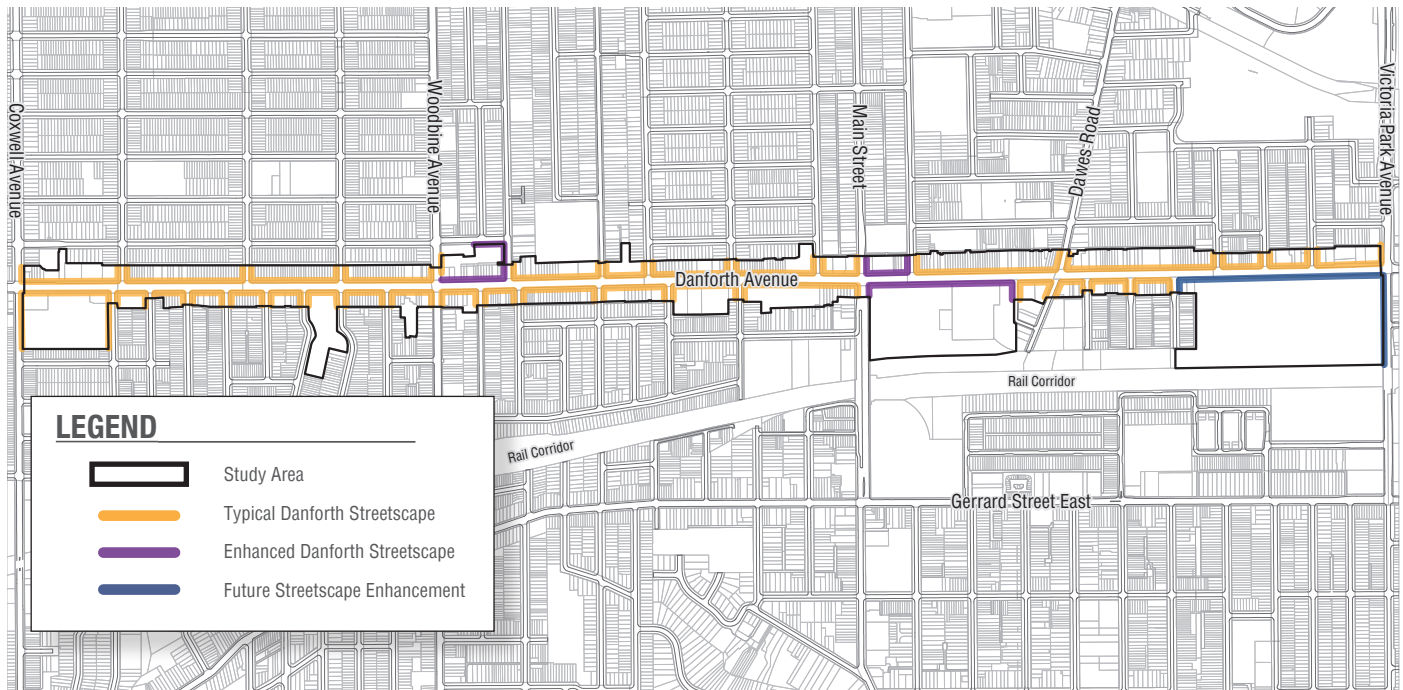 Coxwell Avenue
Woodbine Avenue
Main Street
Dawes Road
Victoria Park Avenue
Danforth Avenue
Rail Corridor
Rail Corridor
Gerrard Street East
LEGEND
Study Area
Typical Danforth Streetscape
Enhanced Danforth Streetscape
Future Streetscape Enhancement